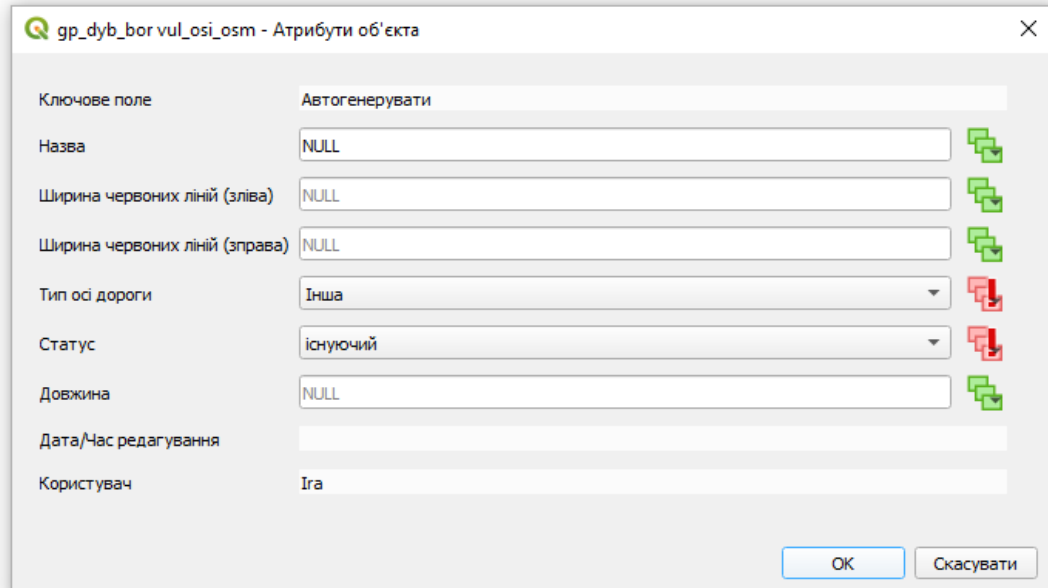 gp_dyb_bor vul_osi_osm - Атрибути об'єкта
Ключове поле Автогенерувати
Назва NULL
Ширина червоних ліній (зліва) NULL
Ширина червоних ліній (зправа) NULL
Тип осі дороги Інша
Статус існуючий
Довжина NULL
Дата/Час редагування
Користувач Ira
OK Скасувати